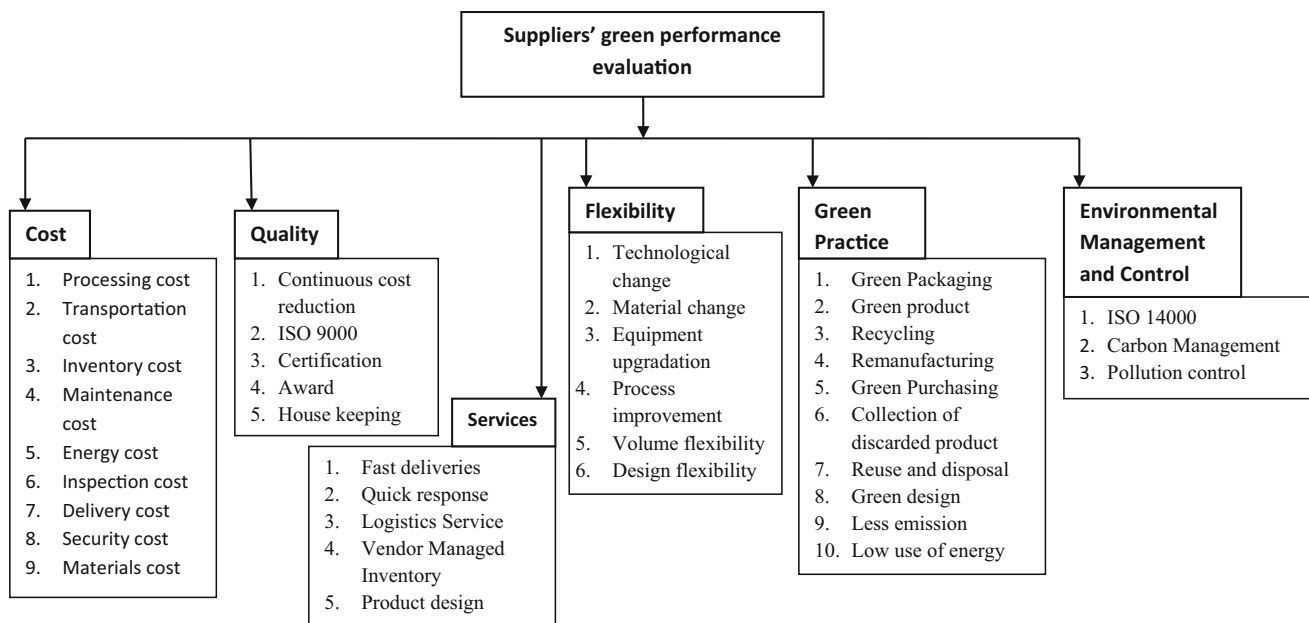 Suppliers' green performance
evaluation
Cost
1. Processing cost
2. Transportation
cost
3. Inventory cost
4. Maintenance
cost
5. Energy cost
6. Inspection cost
7. Delivery cost
8. Security cost
9. Materials cost
Quality
1. Continuous cost
reduction
2. ISO 9000
3. Certification
4. Award
5. House keeping
Services
1. Fast deliveries
2. Quick response
3. Logistics Service
4. Vendor Managed
Inventory
5. Product design
Flexibility
1. Technological
change
2. Material change
3. Equipment
upgradation
4. Process
improvement
5. Volume flexibility
6. Design flexibility
Green
Practice
1. Green Packaging
2. Green product
3. Recycling
4. Remanufacturing
5. Green Purchasing
6. Collection of
discarded product
7. Reuse and disposal
8. Green design
9. Less emission
10. Low use of energy
Environmental
Management
and Control
1. ISO 14000
2. Carbon Management
3. Pollution control